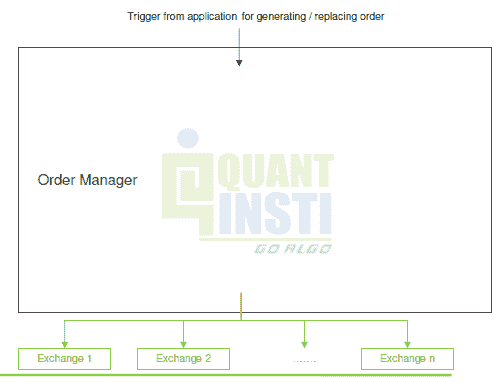 Trigger from application for generating / replacing order
Order Manager
QUANT
INSTI
GO ALGO
Exchange 1
Exchange 2
.......
Exchange n